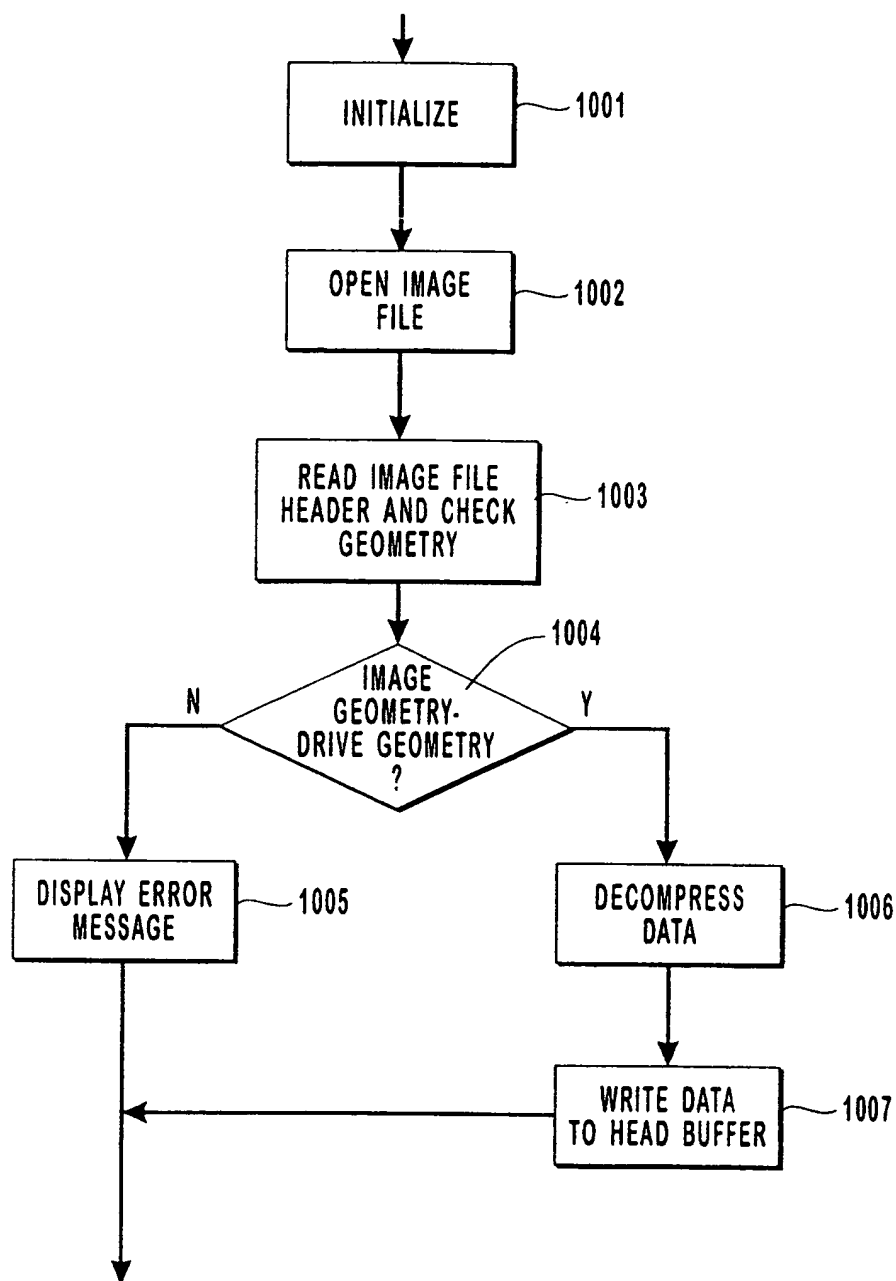 INITIALIZE
1001
OPEN IMAGE
FILE
1002
READ IMAGE FILE
HEADER AND CHECK
GEOMETRY
1003
1004
IMAGE
GEOMETRY-
DRIVE GEOMETRY
?
N
Y
DISPLAY ERROR
MESSAGE
1005
DECOMPRESS
DATA
1006
WRITE DATA
TO HEAD BUFFER
1007